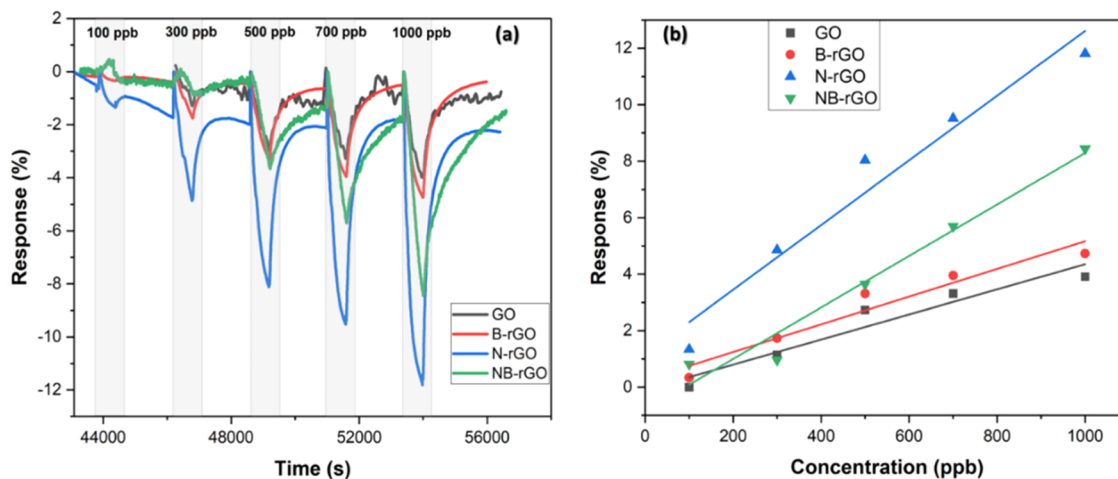 100 ppb 300 ppb 500 ppb 700 ppb 1000 ppb (a)
2
0
-2
-4
-6
-8
-10
-12
Response (%)
GO
B-rGO
N-rGO
NB-rGO
44000 48000 52000 56000
Time (s)
(b)
GO
B-rGO
N-rGO
NB-rGO
12
10
8
6
4
2
0
Response (%)
0 200 400 600 800 1000
Concentration (ppb)